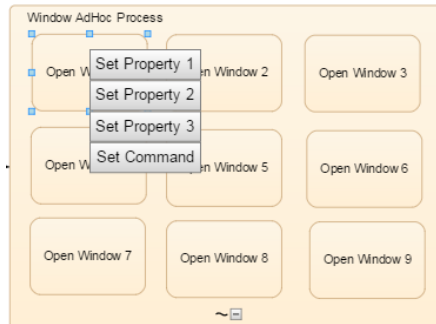 Window AdHoc Process
Open W
Set Property 1
n Window 2
Open Window 3
Set Property 2
Set Property 3
Set Command
Open W
n Window 5
Open Window 6
Open Window 7
Open Window 8
Open Window 9
~